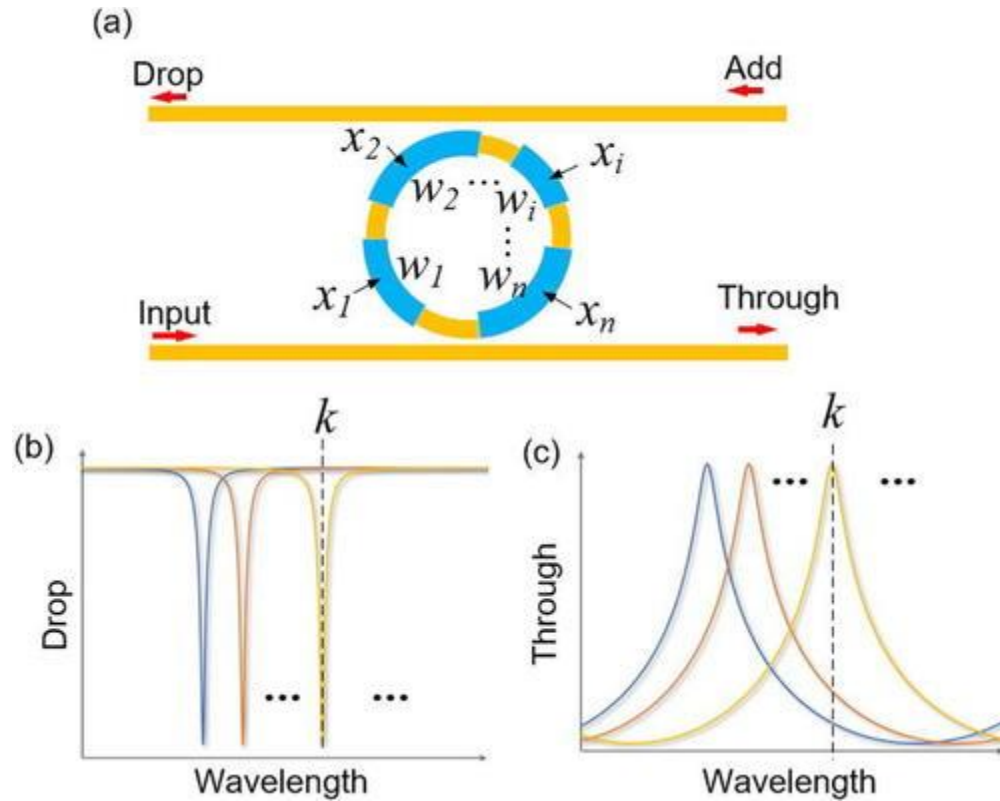 (a)
Drop
Add
x2
xi
w2 ... wi
w1
wn
x1
xn
Input
Through
(b)
k
Drop
...
...
Wavelength
(c)
k
...
...
Through
Wavelength